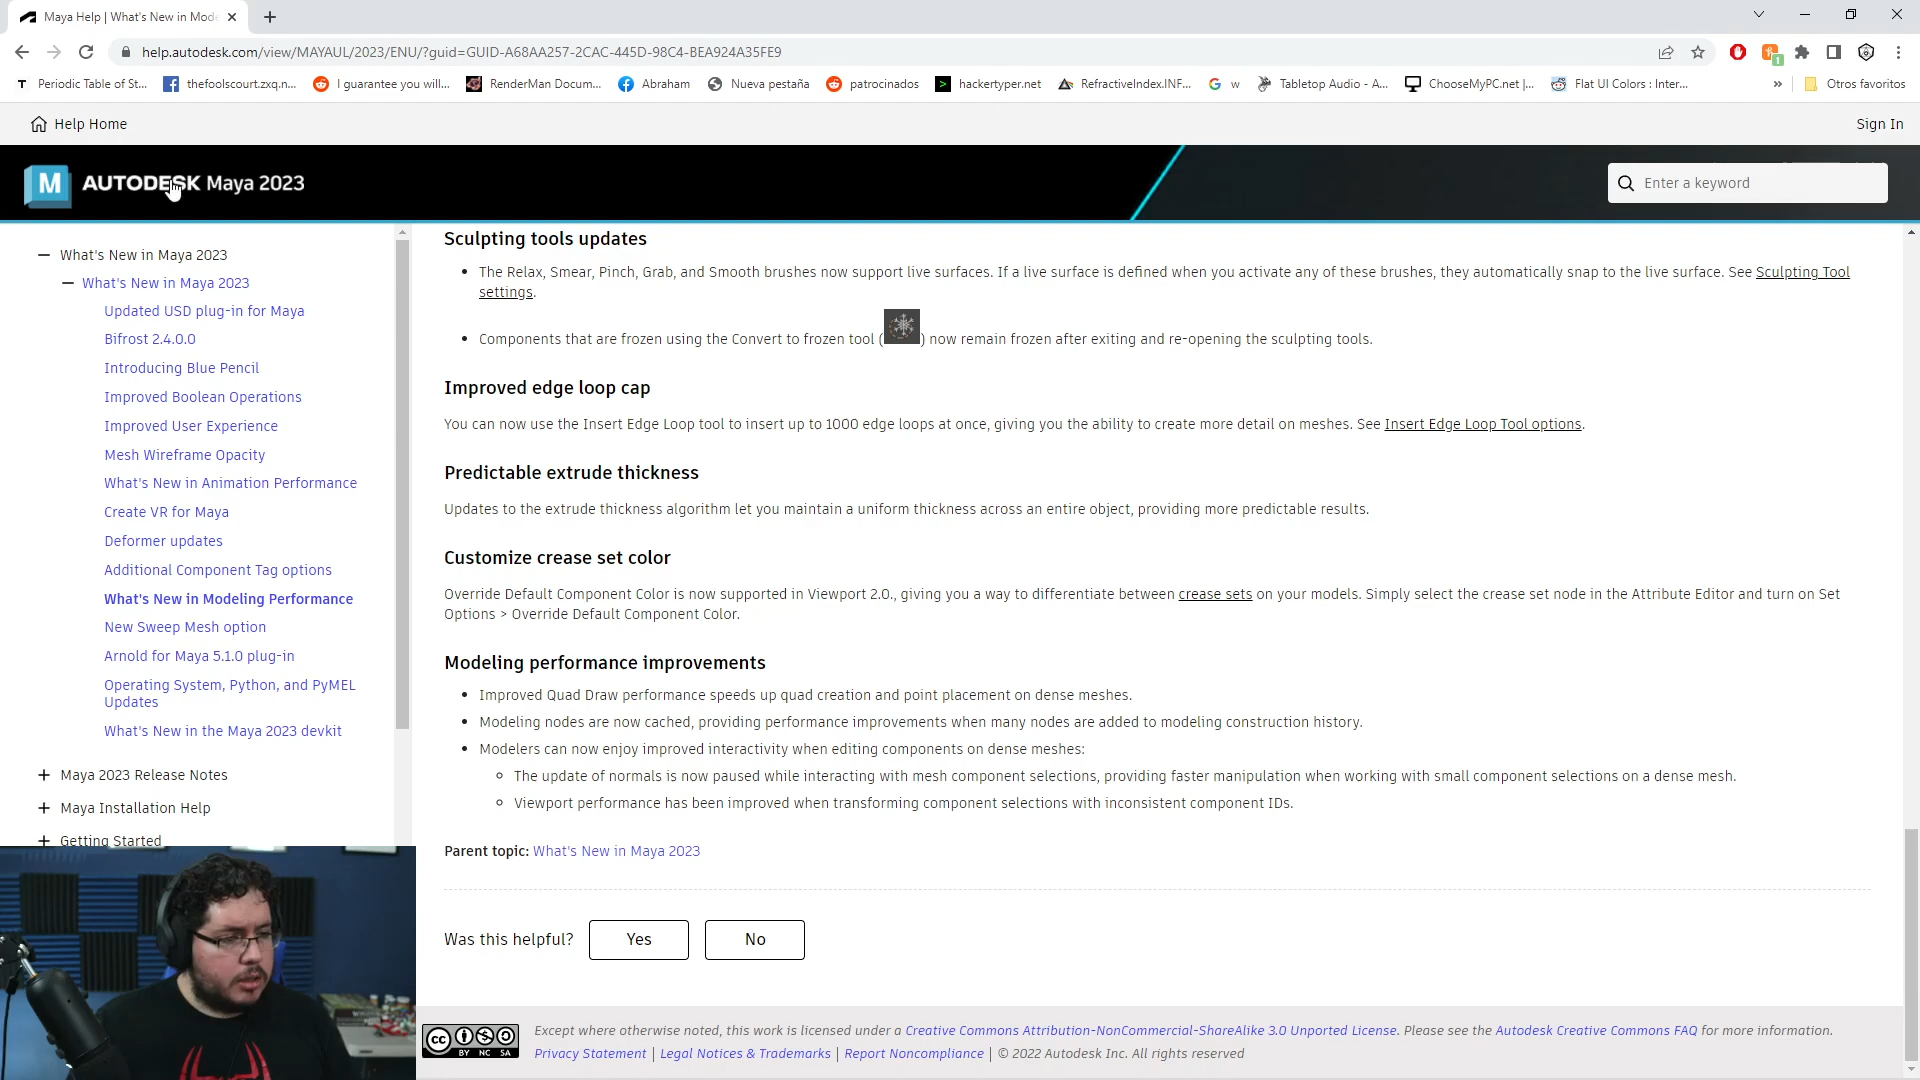 Maya Help | What's New in Mode
help.autodesk.com/view/MAYAUL/2023/ENU/?guid=GUID-A68AA257-2CAC-445D-98C4-BEA924A35FE9
1
T Periodic Table of St... thefoolscourt.zxq.n... I guarantee you will... RenderMan Docum... Abraham Nueva pestaña patrocinados hackertyper.net RefractiveIndex.INF... w Tabletop Audio - A... ChooseMyPC.net |... Flat UI Colors : Inter... » Otros favoritos
Help Home
Sign In
M AUTODESK Maya 2023
Enter a keyword
What's New in Maya 2023
What's New in Maya 2023
Updated USD plug-in for Maya
Bifrost 2.4.0.0
Introducing Blue Pencil
Improved Boolean Operations
Improved User Experience
Mesh Wireframe Opacity
What's New in Animation Performance
Create VR for Maya
Deformer updates
Additional Component Tag options
What's New in Modeling Performance
New Sweep Mesh option
Arnold for Maya 5.1.0 plug-in
Operating System, Python, and PyMEL
Updates
What's New in the Maya 2023 devkit
Maya 2023 Release Notes
Maya Installation Help
Getting Started
Sculpting tools updates
• The Relax, Smear, Pinch, Grab, and Smooth brushes now support live surfaces. If a live surface is defined when you activate any of these brushes, they automatically snap to the live surface. See Sculpting Tool
settings.
• Components that are frozen using the Convert to frozen tool ( ) now remain frozen after exiting and re-opening the sculpting tools.
Improved edge loop cap
You can now use the Insert Edge Loop tool to insert up to 1000 edge loops at once, giving you the ability to create more detail on meshes. See Insert Edge Loop Tool options.
Predictable extrude thickness
Updates to the extrude thickness algorithm let you maintain a uniform thickness across an entire object, providing more predictable results.
Customize crease set color
Override Default Component Color is now supported in Viewport 2.0., giving you a way to differentiate between crease sets on your models. Simply select the crease set node in the Attribute Editor and turn on Set
Options > Override Default Component Color.
Modeling performance improvements
• Improved Quad Draw performance speeds up quad creation and point placement on dense meshes.
• Modeling nodes are now cached, providing performance improvements when many nodes are added to modeling construction history.
• Modelers can now enjoy improved interactivity when editing components on dense meshes:
◦ The update of normals is now paused while interacting with mesh component selections, providing faster manipulation when working with small component selections on a dense mesh.
◦ Viewport performance has been improved when transforming component selections with inconsistent component IDs.
Parent topic: What's New in Maya 2023
Was this helpful? Yes No
cc BY NC SA
Except where otherwise noted, this work is licensed under a Creative Commons Attribution-NonCommercial-ShareAlike 3.0 Unported License. Please see the Autodesk Creative Commons FAQ for more information.
Privacy Statement | Legal Notices & Trademarks | Report Noncompliance | © 2022 Autodesk Inc. All rights reserved